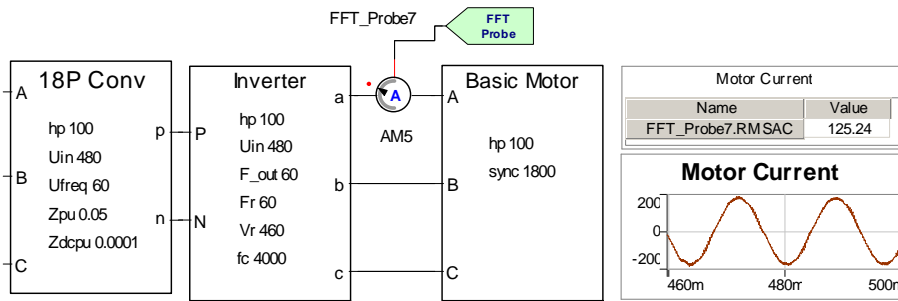 FFT_Probe7
FFT
Probe
18P Conv
A
B
C
hp 100
Uin 480
Ufreq 60
Zpu 0.05
Zdcpu 0.0001
p
n
Inverter
P
N
hp 100
Uin 480
F_out 60
Fr 60
Vr 460
fc 4000
a
b
c
A
AM5
Basic Motor
A
B
C
hp 100
sync 1800
Motor Current
Name Value
FFT_Probe7.RMSAC 125.24
Motor Current
200
0
-200
460m 480m 500m